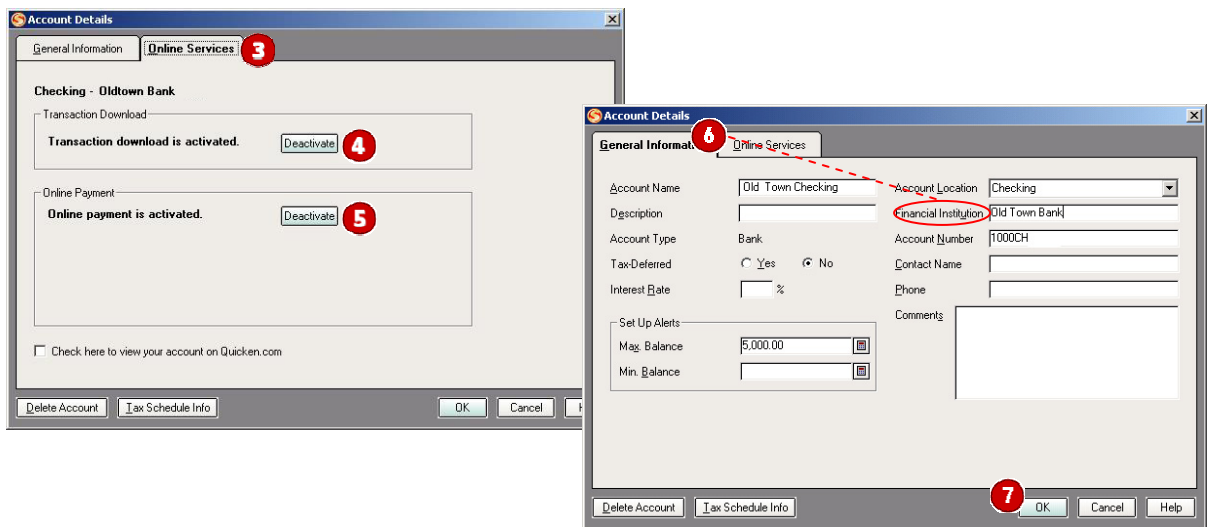 Account Details
General Information
Online Services
3
Checking - Oldtown Bank
Transaction Download
Transaction download is activated.
Deactivate
4
Online Payment
Online payment is activated.
Deactivate
5
Check here to view your account on Quicken.com
Delete Account
Tax Schedule Info
OK
Cancel
Account Details
6
Online Services
Account Name
Old Town Checking
Account Location
Checking
Description
Financial Institution
Old Town Bank
Account Type
Bank
Account Number
1000CH
Tax-Deferred
Yes
No
Contact Name
Interest Rate
%
Phone
Set Up Alerts
Comments
Max. Balance
5,000.00
Min. Balance
7
Delete Account
Tax Schedule Info
OK
Cancel
Help